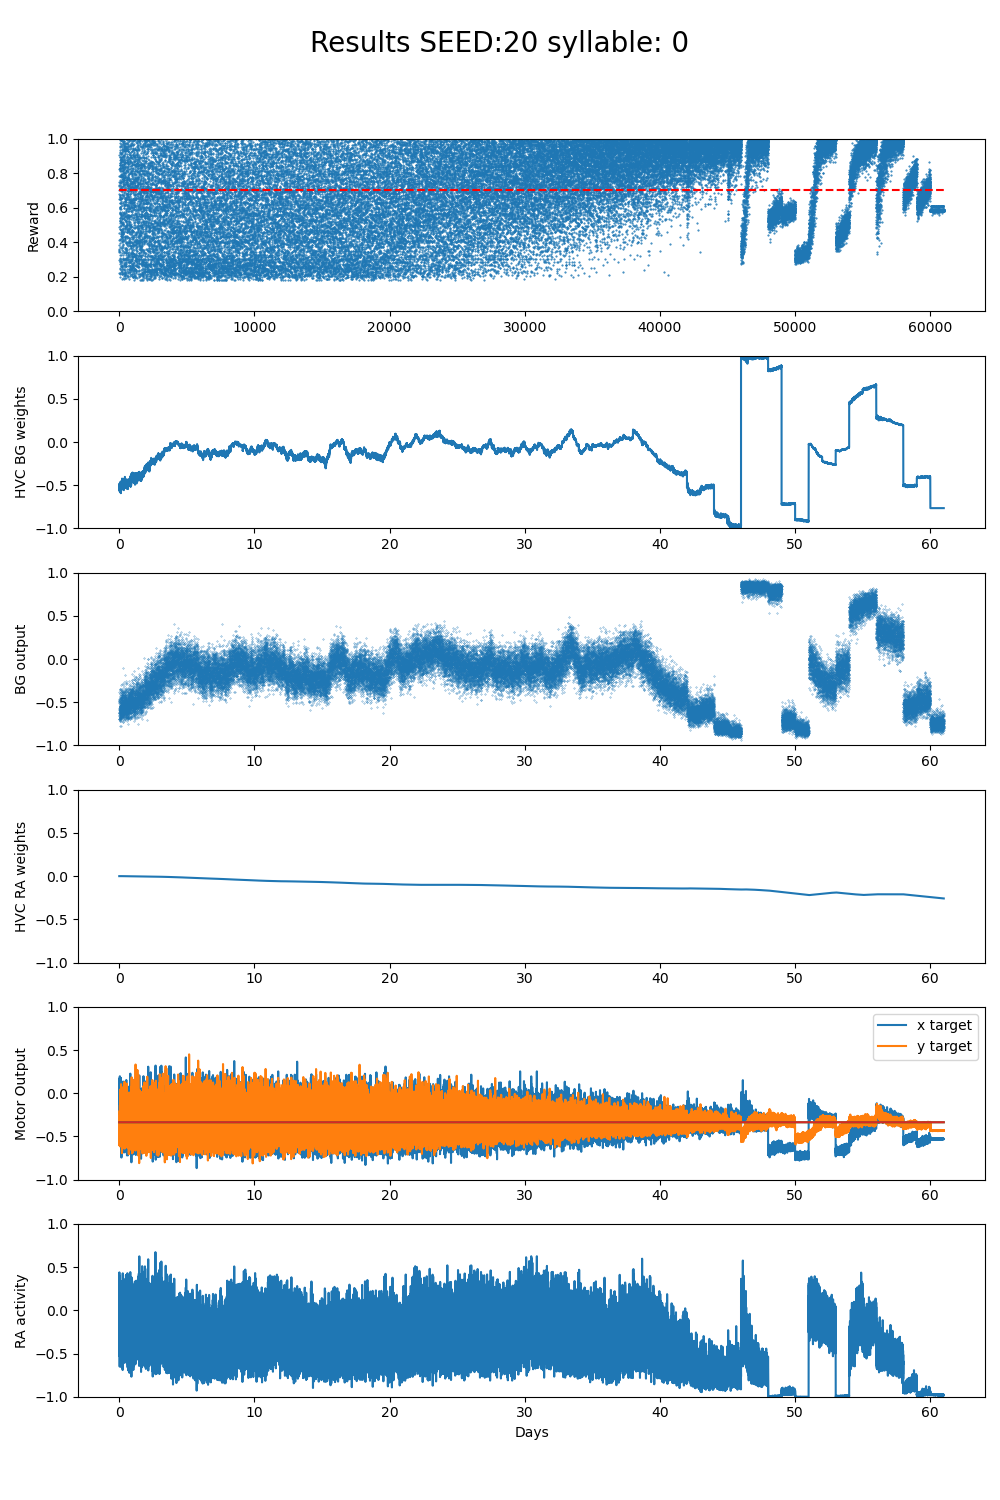 Results SEED:20 syllable: 0
1.0
0.8
0.6
0.4
0.2
0.0
Reward
0 10000 20000 30000 40000 50000 60000
1.0
0.5
0.0
−0.5
−1.0
HVC BG weights
0 10 20 30 40 50 60
1.0
0.5
0.0
−0.5
−1.0
BG output
0 10 20 30 40 50 60
1.0
0.5
0.0
−0.5
−1.0
HVC RA weights
0 10 20 30 40 50 60
1.0
0.5
0.0
−0.5
−1.0
Motor Output
x target
y target
0 10 20 30 40 50 60
1.0
0.5
0.0
−0.5
−1.0
RA activity
0 10 20 30 40 50 60
Days